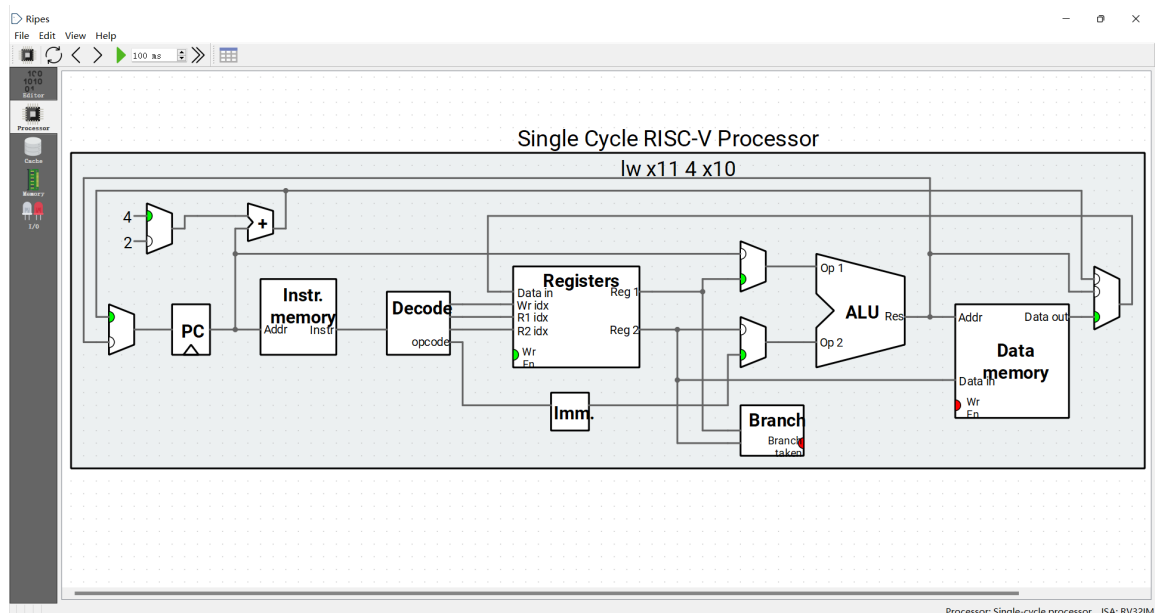 Ripes
File Edit View Help
100 ms
100
1010
01
Editor
Processor
Cache
Memory
I/O
Single Cycle RISC-V Processor
lw x11 4 x10
4
2
+
PC
Instr.
memory
Addr Instr
Decode
opcode
Registers
Data in
Wr idx
R1 idx
R2 idx
Reg 1
Reg 2
Wr
En
Imm.
Op 1
Op 2
ALU Res
Branch
Branch
taken
Addr Data out
Data
memory
Data in
Wr
En
Processor: Single-cycle processor ISA: RV32IM